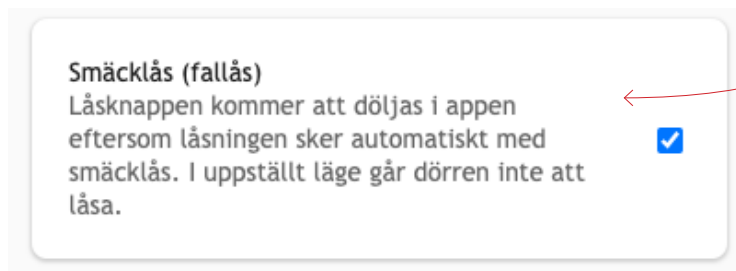 Smäcklås (fallås)
Låsknappen kommer att döljas i appen
eftersom låsningen sker automatiskt med
smäcklås. I uppställt läge går dörren inte att
låsa.